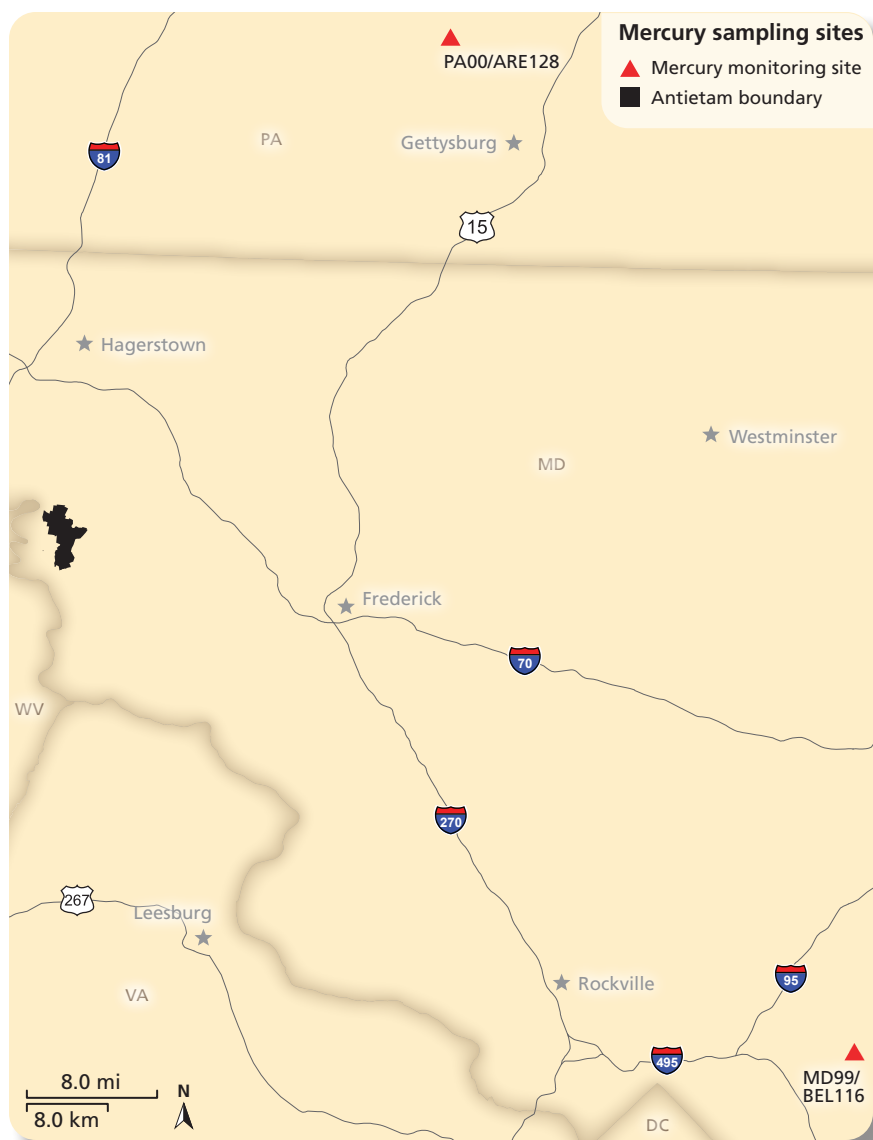 Mercury sampling sites
Mercury monitoring site
Antietam boundary
PA00/ARE128
PA
Gettysburg
81
15
Hagerstown
Westminster
MD
Frederick
70
WV
270
267
Leesburg
VA
Rockville
95
495
MD99/
BEL116
DC
8.0 mi
8.0 km
N